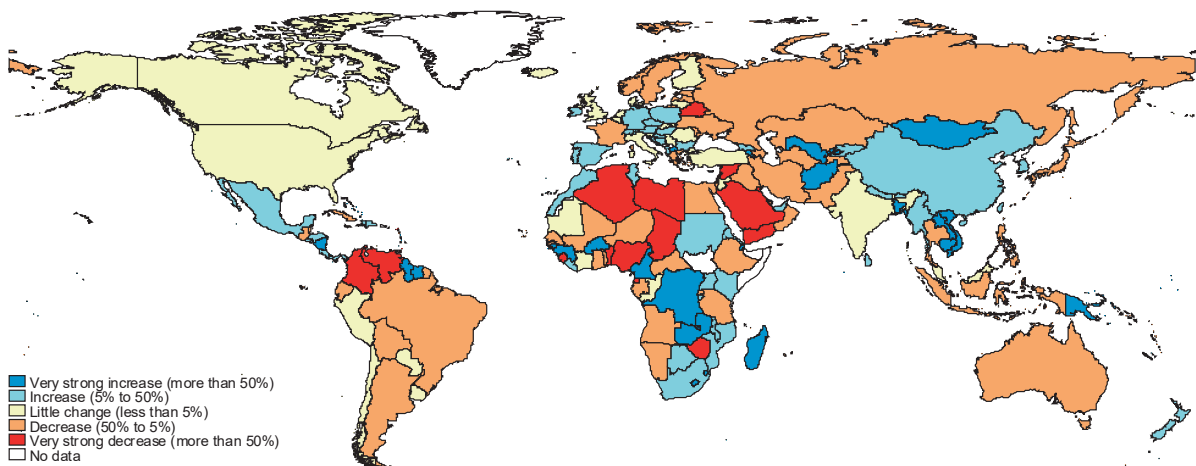 Very strong increase (more than 50%)
Increase (5% to 50%)
Little change (less than 5%)
Decrease (50% to 5%)
Very strong decrease (more than 50%)
No data